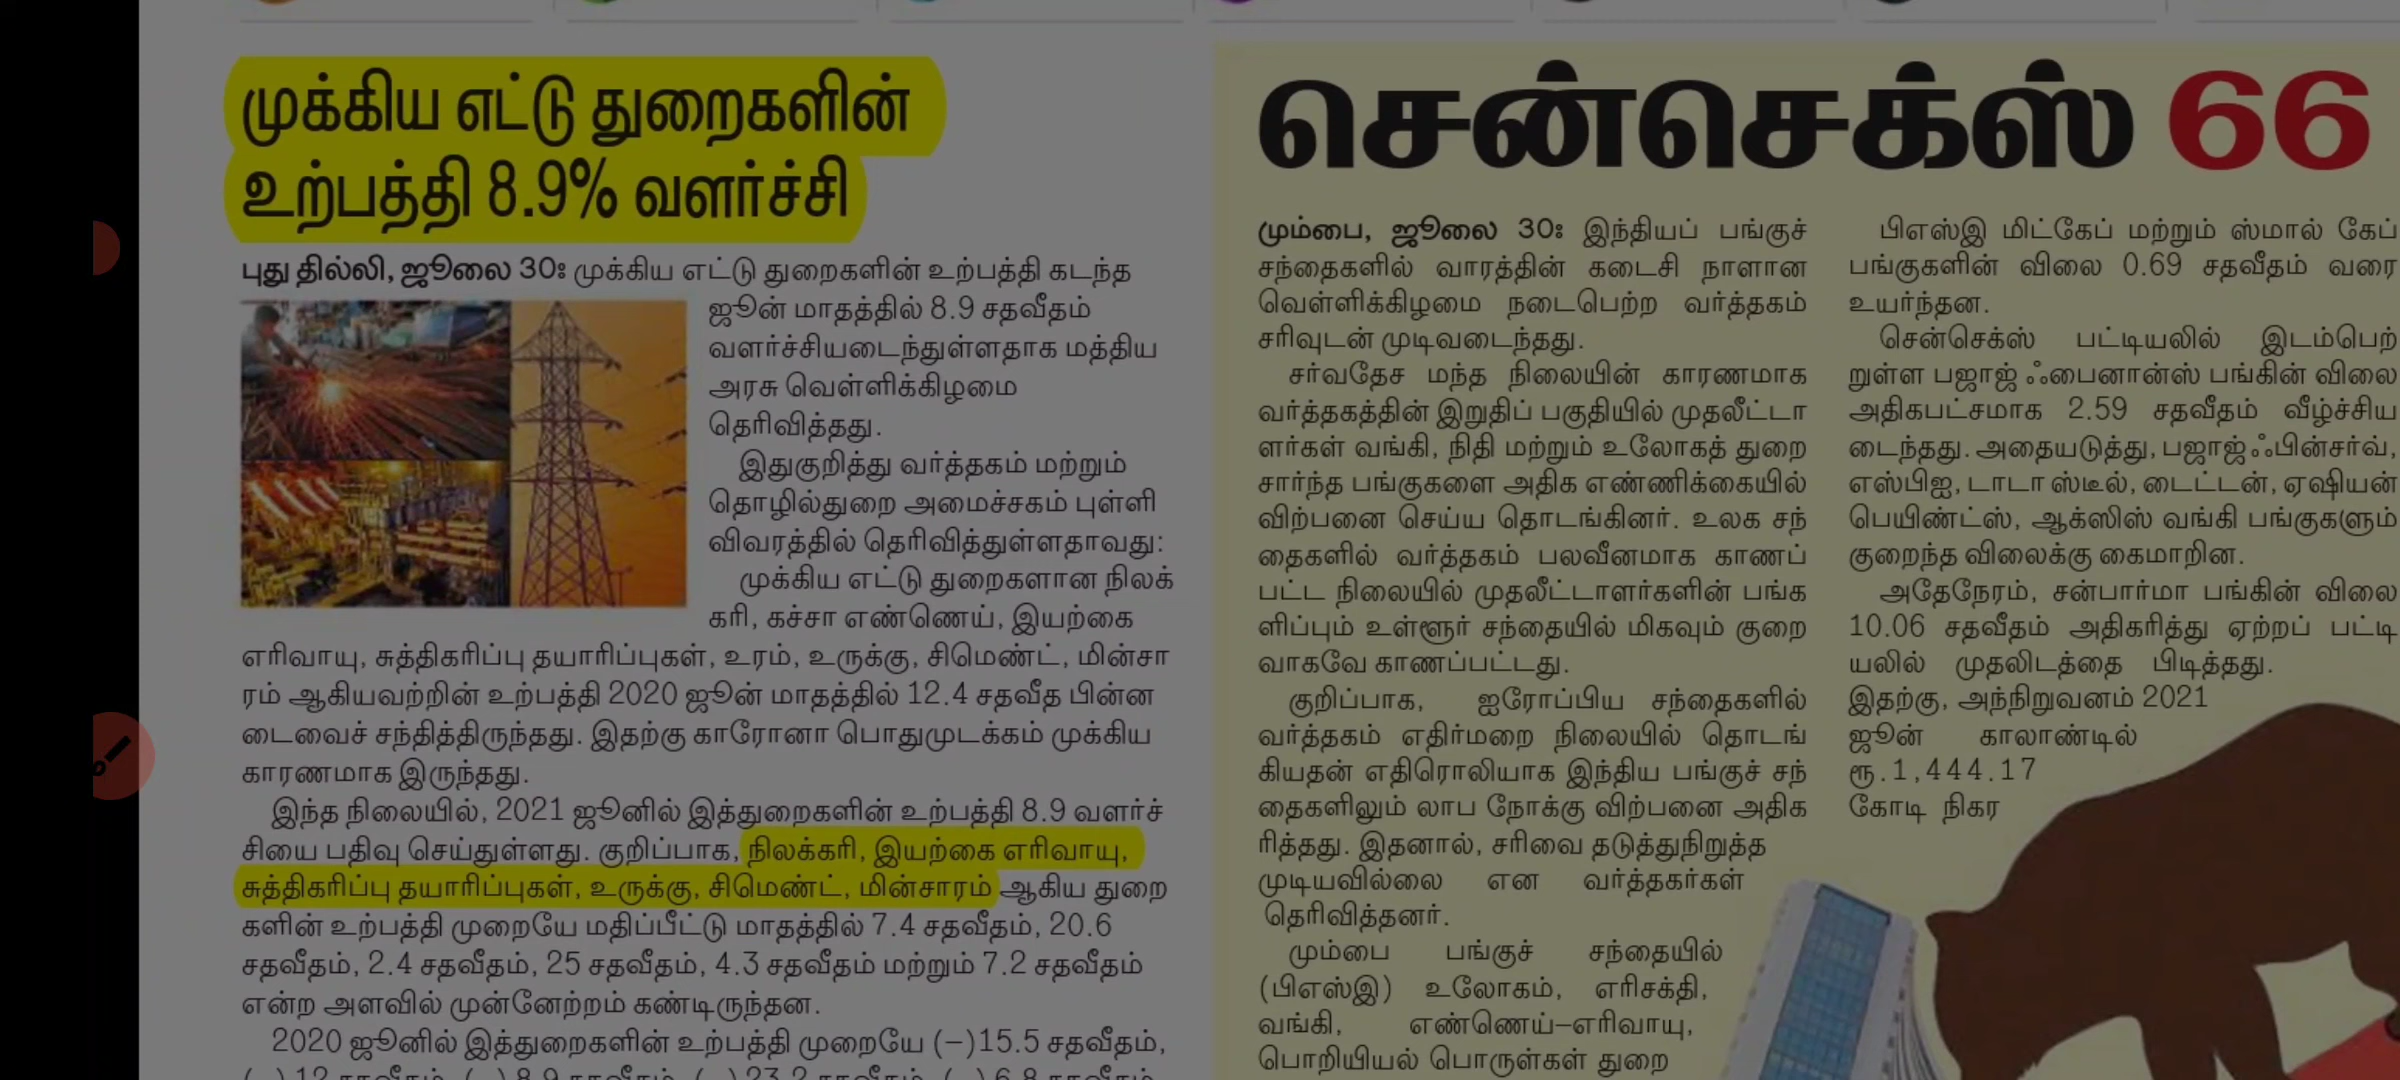 முக்கிய எட்டு துறைகளின்
உற்பத்தி 8.9% வளர்ச்சி
புது தில்லி, ஜூலை 30: முக்கிய எட்டு துறைகளின் உற்பத்தி கடந்த
ஜூன் மாதத்தில் 8.9 சதவீதம்
வளர்ச்சியடைந்துள்ளதாக மத்திய
அரசு வெள்ளிக்கிழமை
தெரிவித்தது.
இதுகுறித்து வர்த்தகம் மற்றும்
தொழில்துறை அமைச்சகம் புள்ளி
விவரத்தில் தெரிவித்துள்ளதாவது:
முக்கிய எட்டு துறைகளான நிலக்
கரி, கச்சா எண்ணெய், இயற்கை
எரிவாயு, சுத்திகரிப்பு தயாரிப்புகள், உரம், உருக்கு, சிமெண்ட், மின்சா
ரம் ஆகியவற்றின் உற்பத்தி 2020 ஜூன் மாதத்தில் 12.4 சதவீத பின்ன
டைவைச் சந்தித்திருந்தது. இதற்கு காரோனா பொதுமுடக்கம் முக்கிய
காரணமாக இருந்தது.
இந்த நிலையில், 2021 ஜூனில் இத்துறைகளின் உற்பத்தி 8.9 வளர்ச்
சியை பதிவு செய்துள்ளது. குறிப்பாக, நிலக்கரி, இயற்கை எரிவாயு,
சுத்திகரிப்பு தயாரிப்புகள், உருக்கு, சிமெண்ட், மின்சாரம் ஆகிய துறை
களின் உற்பத்தி முறையே மதிப்பீட்டு மாதத்தில் 7.4 சதவீதம், 20.6
சதவீதம், 2.4 சதவீதம், 25 சதவீதம், 4.3 சதவீதம் மற்றும் 7.2 சதவீதம்
என்ற அளவில் முன்னேற்றம் கண்டிருந்தன.
2020 ஜூனில் இத்துறைகளின் உற்பத்தி முறையே (–)15.5 சதவீதம்,
சென்செக்ஸ் 66
மும்பை, ஜூலை 30: இந்தியப் பங்குச்
சந்தைகளில் வாரத்தின் கடைசி நாளான
வெள்ளிக்கிழமை நடைபெற்ற வர்த்தகம்
சரிவுடன் முடிவடைந்தது.
சர்வதேச மந்த நிலையின் காரணமாக
வர்த்தகத்தின் இறுதிப் பகுதியில் முதலீட்டா
ளர்கள் வங்கி, நிதி மற்றும் உலோகத் துறை
சார்ந்த பங்குகளை அதிக எண்ணிக்கையில்
விற்பனை செய்ய தொடங்கினர். உலக சந்
தைகளில் வர்த்தகம் பலவீனமாக காணப்
பட்ட நிலையில் முதலீட்டாளர்களின் பங்க
ளிப்பும் உள்ளூர் சந்தையில் மிகவும் குறை
வாகவே காணப்பட்டது.
குறிப்பாக, ஐரோப்பிய சந்தைகளில்
வர்த்தகம் எதிர்மறை நிலையில் தொடங்
கியதன் எதிரொலியாக இந்திய பங்குச் சந்
தைகளிலும் லாப நோக்கு விற்பனை அதிக
ரித்தது. இதனால், சரிவை தடுத்துநிறுத்த
முடியவில்லை என வர்த்தகர்கள்
தெரிவித்தனர்.
மும்பை பங்குச் சந்தையில்
(பிஎஸ்இ) உலோகம், எரிசக்தி,
வங்கி, எண்ணெய்–எரிவாயு,
பொறியியல் பொருள்கள் துறை
பிஎஸ்இ மிட்கேப் மற்றும் ஸ்மால் கேப்
பங்குகளின் விலை 0.69 சதவீதம் வரை
உயர்ந்தன.
சென்செக்ஸ் பட்டியலில் இடம்பெற்
றுள்ள பஜாஜ் ஃபைனான்ஸ் பங்கின் விலை
அதிகபட்சமாக 2.59 சதவீதம் வீழ்ச்சிய
டைந்தது. அதையடுத்து, பஜாஜ் ஃபின்சர்வ்,
எஸ்பிஐ, டாடா ஸ்டீல், டைட்டன், ஏஷியன்
பெயிண்ட்ஸ், ஆக்ஸிஸ் வங்கி பங்குகளும்
குறைந்த விலைக்கு கைமாறின.
அதேநேரம், சன்பார்மா பங்கின் விலை
10.06 சதவீதம் அதிகரித்து ஏற்றப் பட்டி
யலில் முதலிடத்தை பிடித்தது.
இதற்கு, அந்நிறுவனம் 2021
ஜூன் காலாண்டில்
ரூ.1,444.17
கோடி நிகர